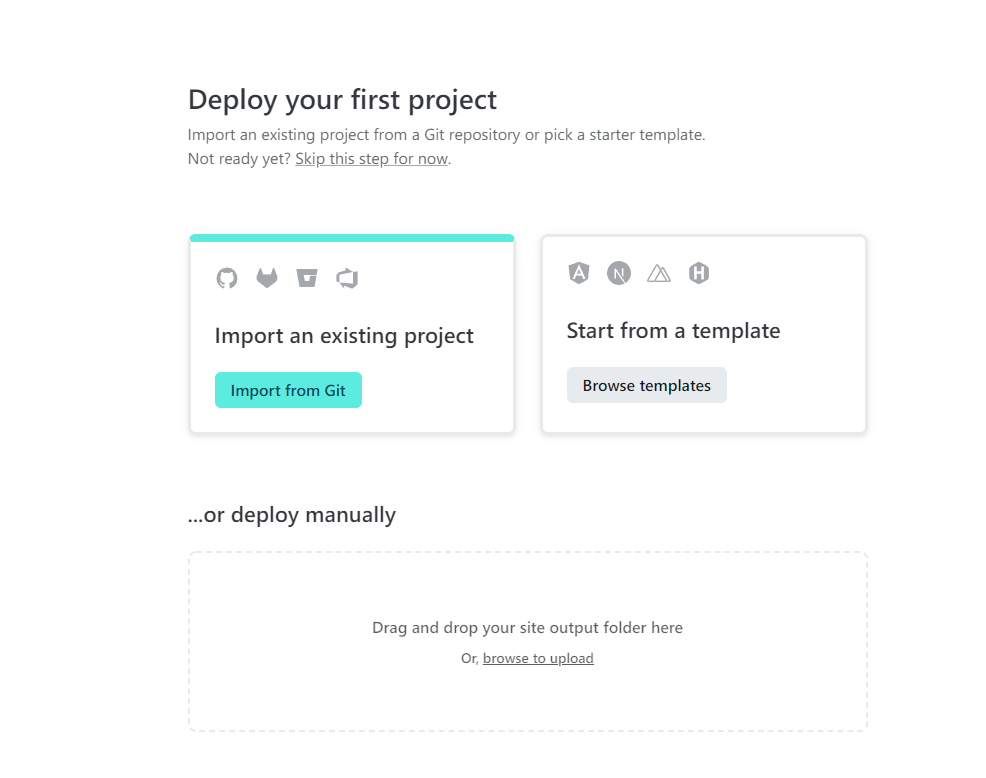 Deploy your first project
Import an existing project from a Git repository or pick a starter template.
Not ready yet? Skip this step for now.
Import an existing project
Import from Git
Start from a template
Browse templates
...or deploy manually
Drag and drop your site output folder here
Or, browse to upload